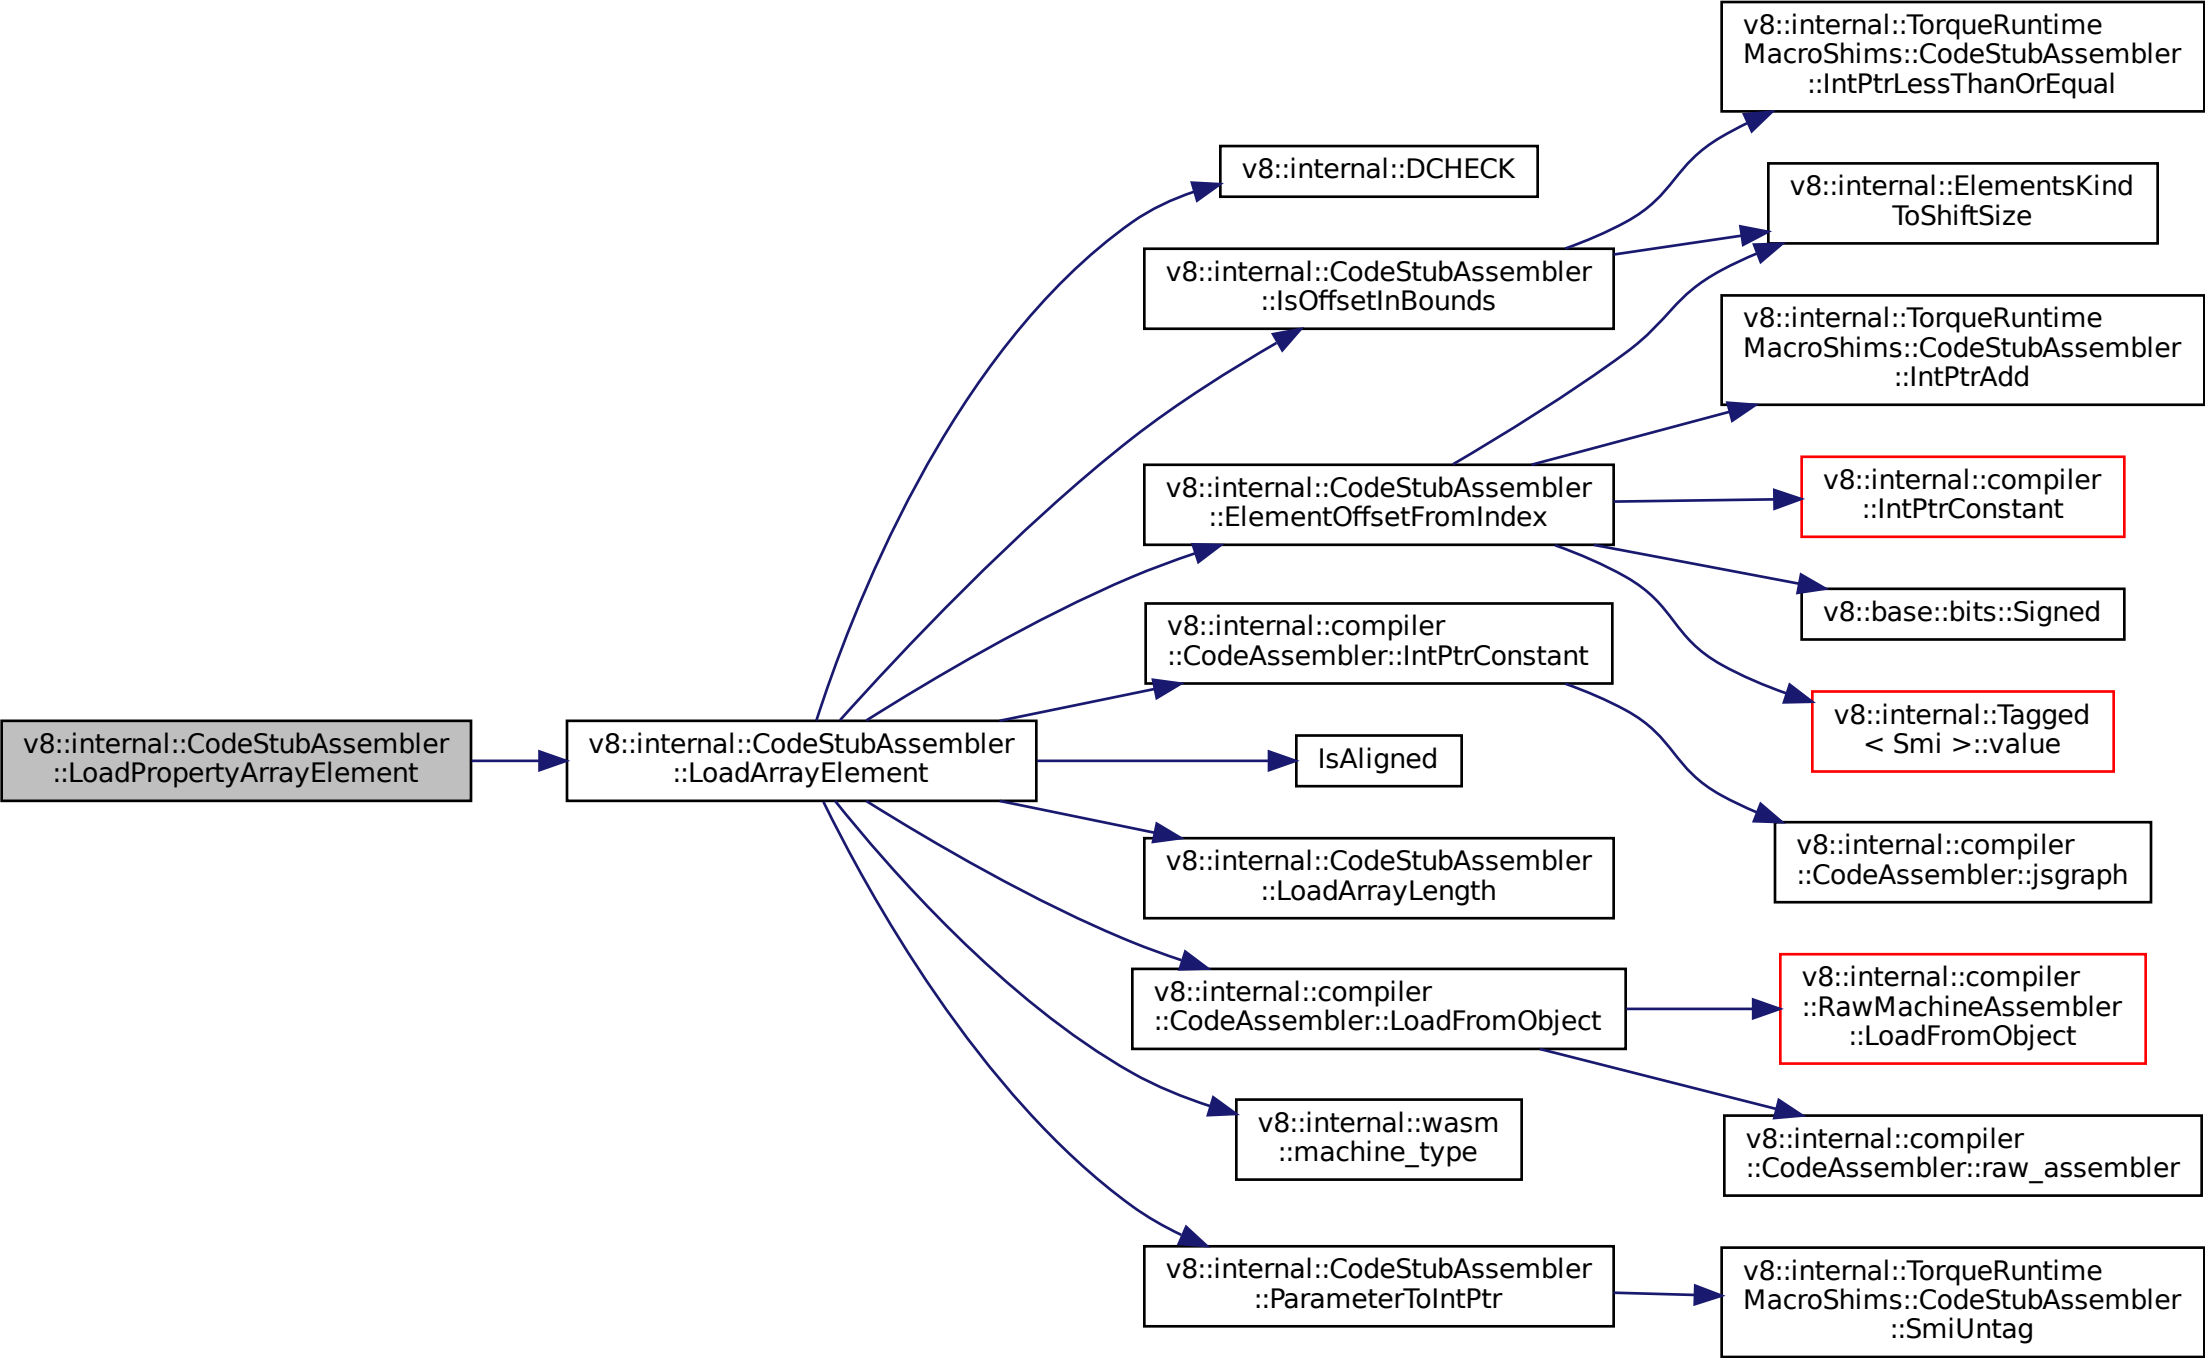 v8::internal::CodeStubAssembler
::LoadPropertyArrayElement
v8::internal::CodeStubAssembler
::LoadArrayElement
v8::internal::DCHECK
v8::internal::CodeStubAssembler
::IsOffsetInBounds
v8::internal::CodeStubAssembler
::ElementOffsetFromIndex
v8::internal::compiler
::CodeAssembler::IntPtrConstant
IsAligned
v8::internal::CodeStubAssembler
::LoadArrayLength
v8::internal::compiler
::CodeAssembler::LoadFromObject
v8::internal::wasm
::machine_type
v8::internal::CodeStubAssembler
::ParameterToIntPtr
v8::internal::TorqueRuntime
MacroShims::CodeStubAssembler
::IntPtrLessThanOrEqual
v8::internal::ElementsKind
ToShiftSize
v8::internal::TorqueRuntime
MacroShims::CodeStubAssembler
::IntPtrAdd
v8::internal::compiler
::IntPtrConstant
v8::base::bits::Signed
v8::internal::Tagged
< Smi >::value
v8::internal::compiler
::CodeAssembler::jsgraph
v8::internal::compiler
::RawMachineAssembler
::LoadFromObject
v8::internal::compiler
::CodeAssembler::raw_assembler
v8::internal::TorqueRuntime
MacroShims::CodeStubAssembler
::SmiUntag